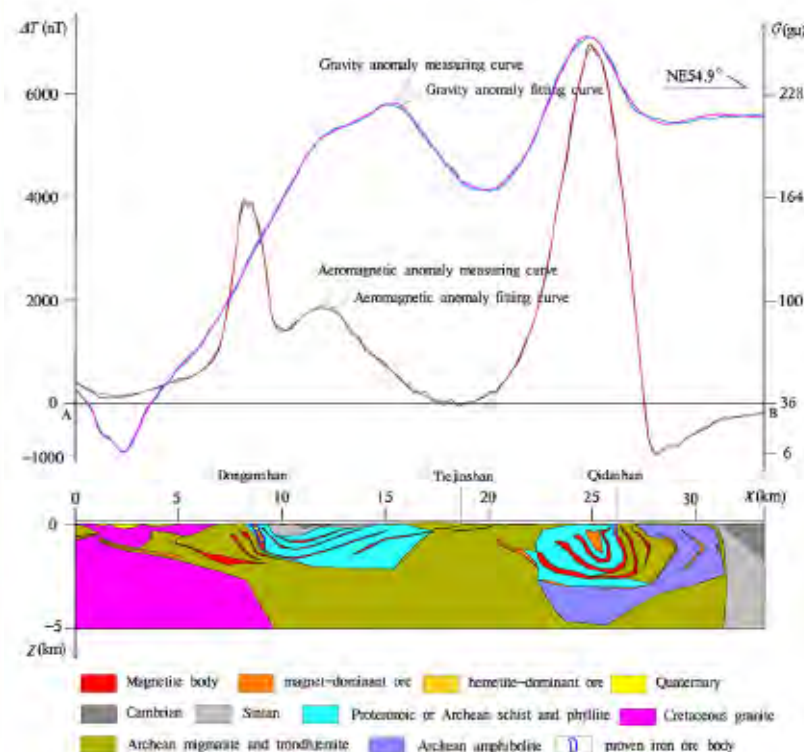 ΔT (nT)
G (gu)
Gravity anomaly measuring curve
Gravity anomaly fitting curve
NE54.9°
6000
228
4000
164
Aeromagnetic anomaly measuring curve
Aeromagnetic anomaly fitting curve
2000
100
0
36
A
B
-1000
6
Donganshan
Tiejiashan
Qidashan
0 5 10 15 20 25 30 X(km)
0
-5
Z(km)
Magnetite body
magnet-dominant ore
hemetite-dominant ore
Quaternary
Cambrian
Sinian
Proterozoic or Archean schist and phyllite
Cretaceous granite
Archean migmatite and trondhjemite
Archean amphibolite
proven iron ore body